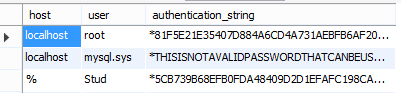 host user authentication_string
localhost root *81F5E21E35407D884A6CD4A731AEBFB6AF20...
localhost mysql.sys *THISISNOTAVALIDPASSWORDTHATCANBEUS...
% Stud *5CB739B68EFB0FDA48409D2D1EFAFC198CA...